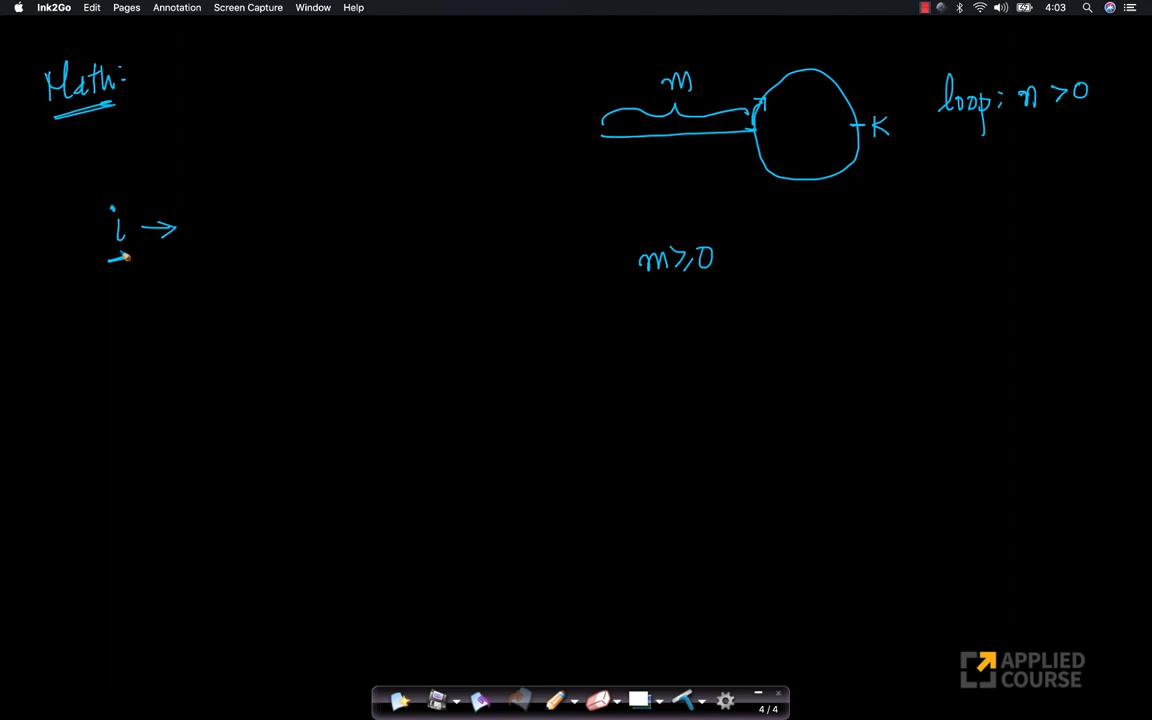 Ink2Go Edit Pages Annotation Screen Capture Window Help 4:03
Math:
m
loop: n > 0
K
i →
m ≥ 0
APPLIED
COURSE
4 / 4